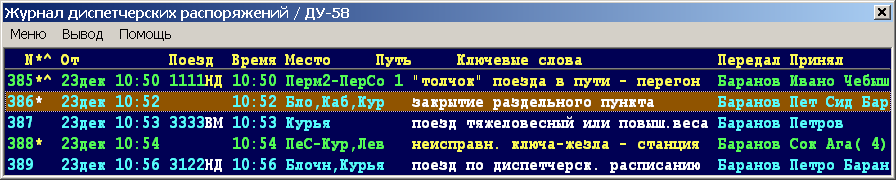 Журнал диспетчерских распоряжений / ДУ-58
Меню Вывод Помощь
N*^ От Поезд Время Место Путь Ключевые слова Передал Принял
385*^ 23дек 10:50 1111НД 10:50 Перм2-ПерСо 1 "толчок" поезда в пути - перегон Баранов Ивано Чебыш
386* 23дек 10:52 10:52 Бло,Каб,Кур закрытие раздельного пункта Баранов Пет Сид Бар
387 23дек 10:53 3333ВМ 10:53 Курья поезд тяжеловесный или повыш.веса Баранов Петров
388* 23дек 10:54 10:54 ПеС-Кур,Лев неисправн. ключа-жезла - станция Баранов Сок Ага( 4)
389 23дек 10:56 3122НД 10:56 Блочн,Курья поезд по диспетчерск. расписанию Баранов Петро Баран